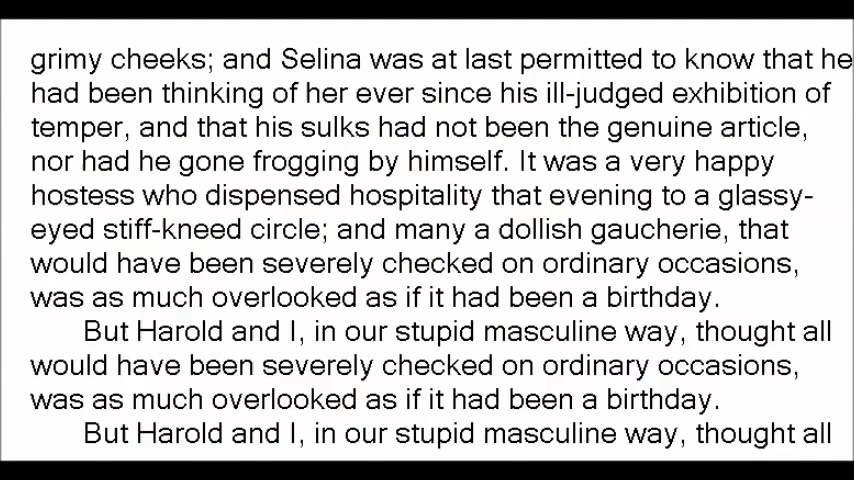 grimy cheeks; and Selina was at last permitted to know that he
had been thinking of her ever since his ill-judged exhibition of
temper, and that his sulks had not been the genuine article,
nor had he gone frogging by himself. It was a very happy
hostess who dispensed hospitality that evening to a glassy-
eyed stiff-kneed circle; and many a dollish gaucherie, that
would have been severely checked on ordinary occasions,
was as much overlooked as if it had been a birthday.
But Harold and I, in our stupid masculine way, thought all
would have been severely checked on ordinary occasions,
was as much overlooked as if it had been a birthday.
But Harold and I, in our stupid masculine way, thought all